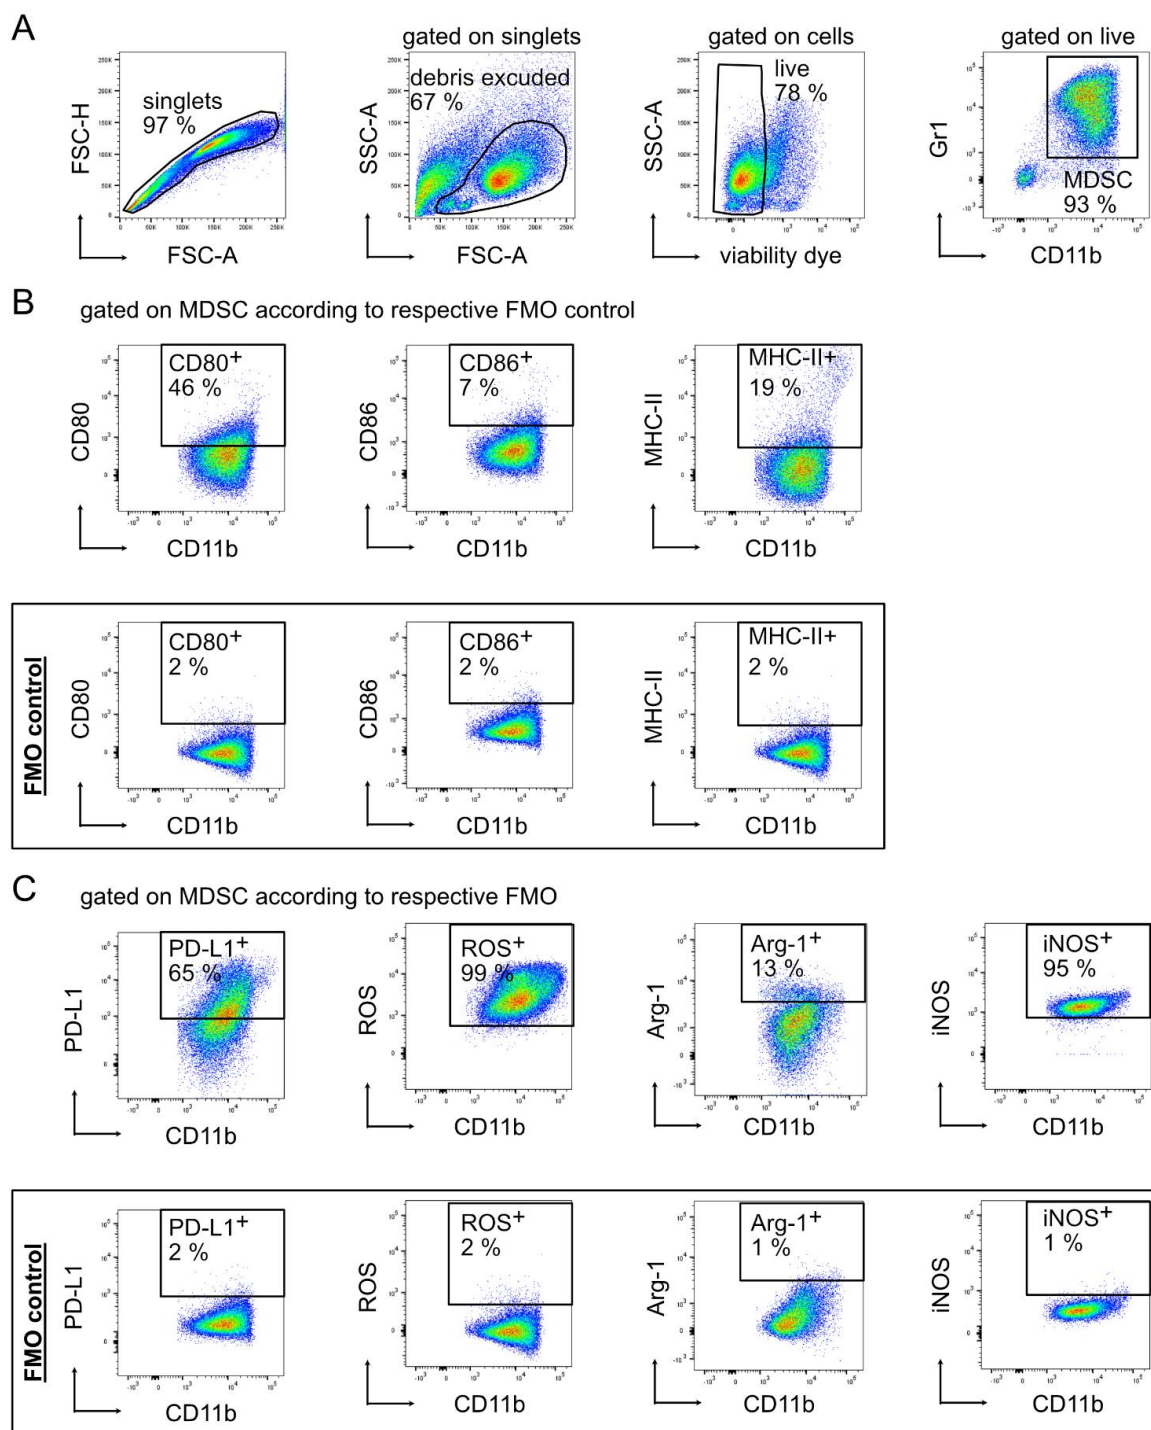 A
gated on singlets
gated on cells
gated on live
singlets
97 %
debris excuded
67 %
live
78 %
MDSC
93 %
FSC-H
SSC-A
SSC-A
Gr1
FSC-A
FSC-A
viability dye
CD11b
B
gated on MDSC according to respective FMO control
CD80+
46 %
CD86+
7 %
MHC-II+
19 %
CD80
CD86
MHC-II
CD11b
CD11b
CD11b
FMO control
CD80+
2 %
CD86+
2 %
MHC-II+
2 %
CD80
CD86
MHC-II
CD11b
CD11b
CD11b
C
gated on MDSC according to respective FMO
PD-L1+
65 %
ROS+
99 %
Arg-1+
13 %
iNOS+
95 %
PD-L1
ROS
Arg-1
iNOS
CD11b
CD11b
CD11b
CD11b
FMO control
PD-L1+
2 %
ROS+
2 %
Arg-1+
1 %
iNOS+
1 %
PD-L1
ROS
Arg-1
iNOS
CD11b
CD11b
CD11b
CD11b